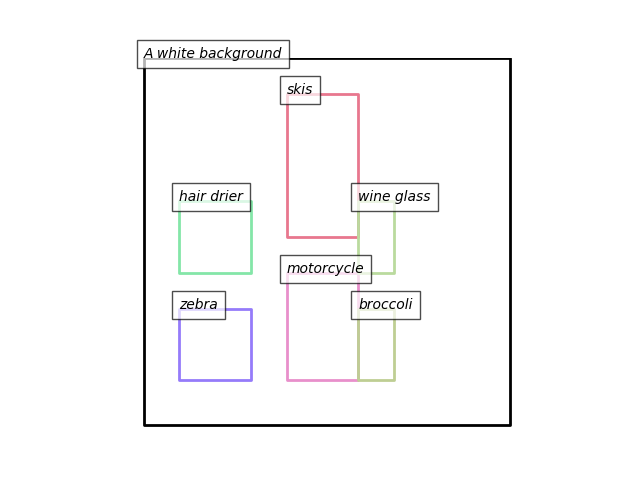 A white background
skis
hair drier
wine glass
motorcycle
zebra
broccoli